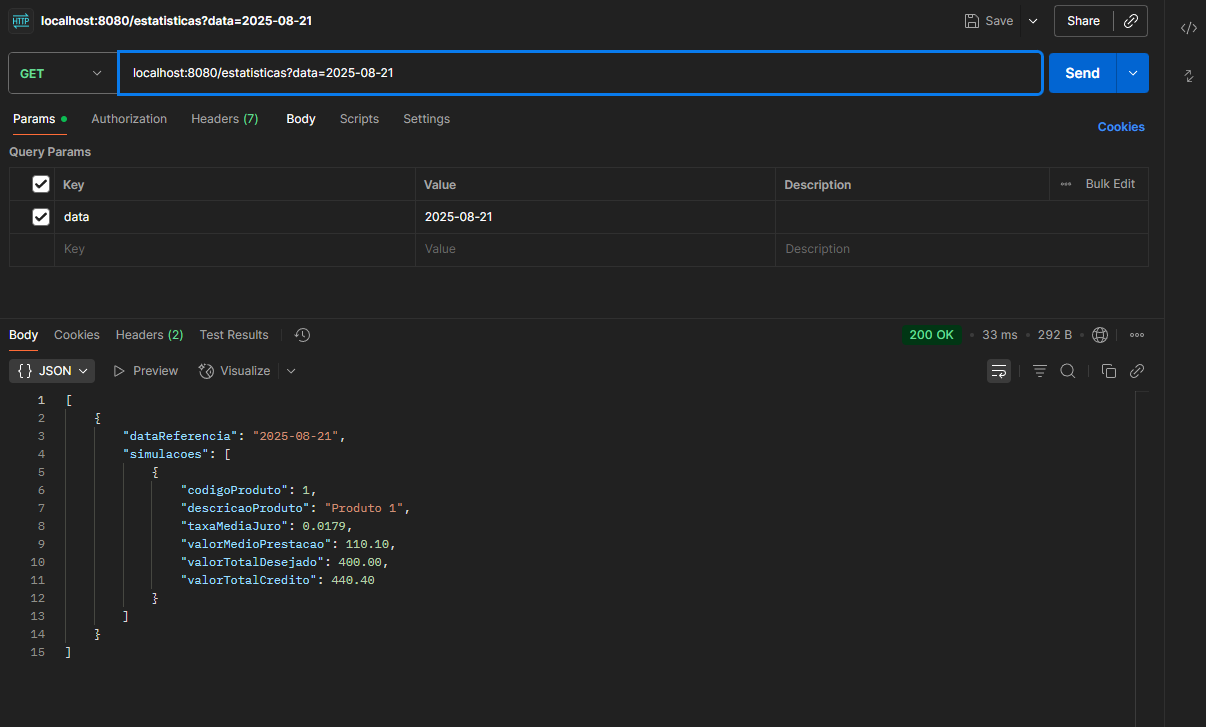 HTTP localhost:8080/estatisticas?data=2025-08-21 Save Share
GET localhost:8080/estatisticas?data=2025-08-21 Send
Params Authorization Headers (7) Body Scripts Settings Cookies
Query Params
Key Value Description ••• Bulk Edit
data 2025-08-21
Key Value Description
Body Cookies Headers (2) Test Results 200 OK • 33 ms • 292 B •
{} JSON Preview Visualize
1 [
2 {
3 "dataReferencia": "2025-08-21",
4 "simulacoes": [
5 {
6 "codigoProduto": 1,
7 "descricaoProduto": "Produto 1",
8 "taxaMediaJuro": 0.0179,
9 "valorMedioPrestacao": 110.10,
10 "valorTotalDesejado": 400.00,
11 "valorTotalCredito": 440.40
12 }
13 ]
14 }
15 ]